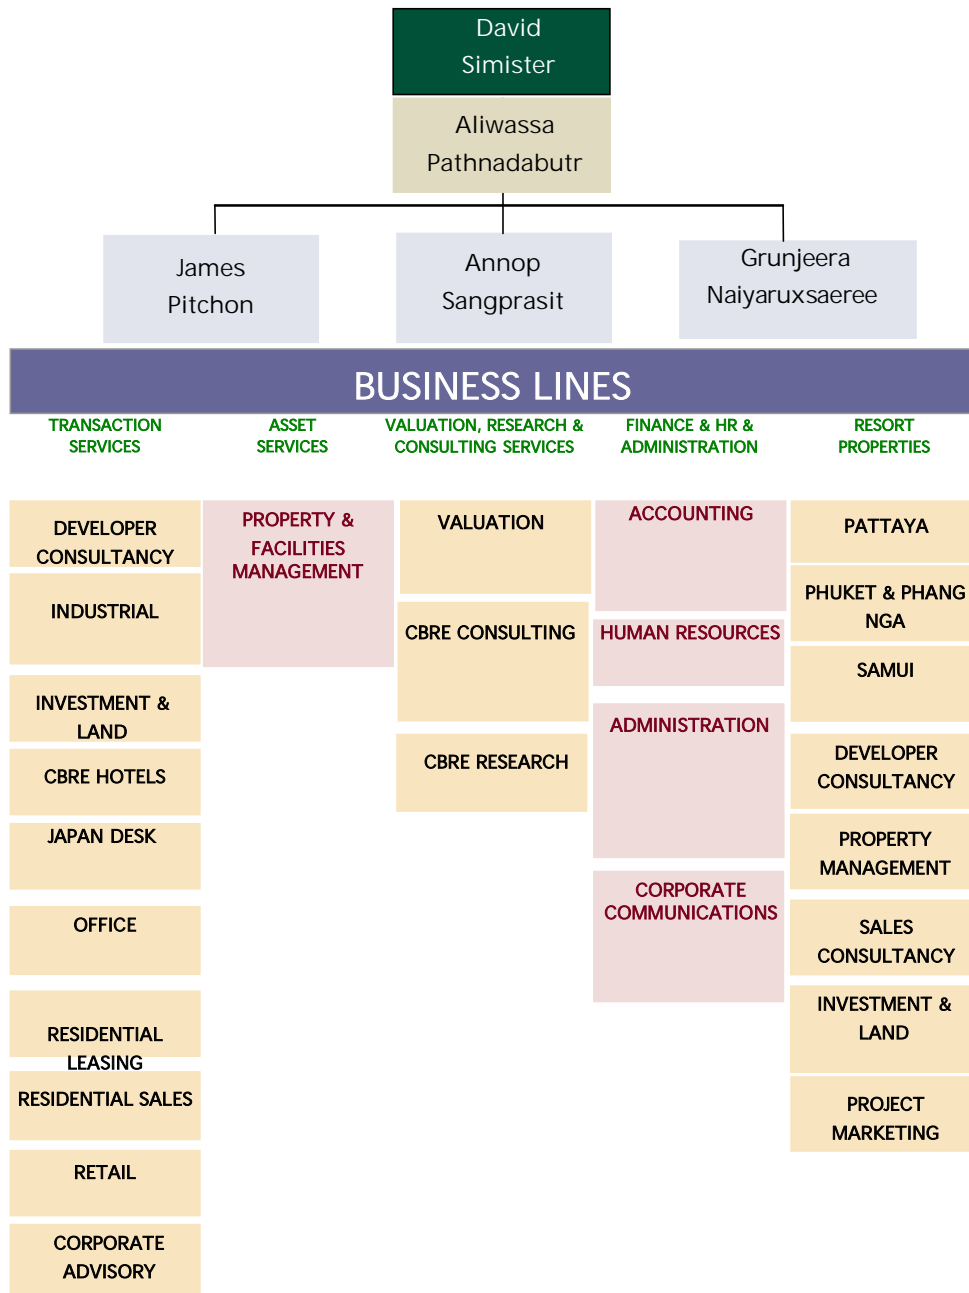 David
Simister
Aliwassa
Pathnadabutr
James
Pitchon
Annop
Sangprasit
Grunjeera
Naiyaruxsaeree
BUSINESS LINES
TRANSACTION
SERVICES
ASSET
SERVICES
VALUATION, RESEARCH &
CONSULTING SERVICES
FINANCE & HR &
ADMINISTRATION
RESORT
PROPERTIES
DEVELOPER
CONSULTANCY
INDUSTRIAL
INVESTMENT &
LAND
CBRE HOTELS
JAPAN DESK
OFFICE
RESIDENTIAL
LEASING
RESIDENTIAL SALES
RETAIL
CORPORATE
ADVISORY
PROPERTY &
FACILITIES
MANAGEMENT
VALUATION
CBRE CONSULTING
CBRE RESEARCH
ACCOUNTING
HUMAN RESOURCES
ADMINISTRATION
CORPORATE
COMMUNICATIONS
PATTAYA
PHUKET & PHANG
NGA
SAMUI
DEVELOPER
CONSULTANCY
PROPERTY
MANAGEMENT
SALES
CONSULTANCY
INVESTMENT &
LAND
PROJECT
MARKETING